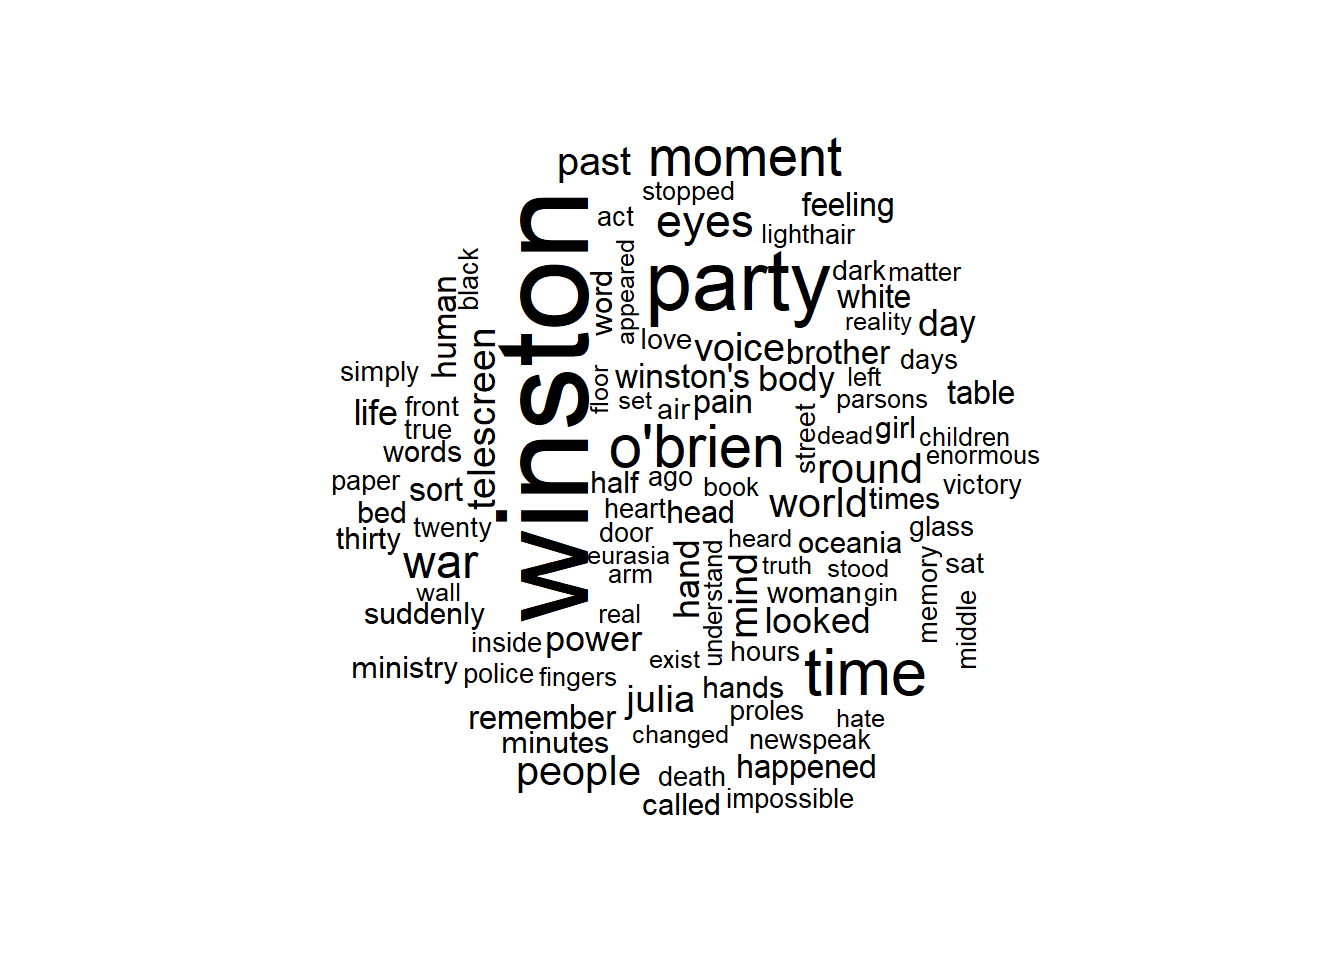 past
moment
stopped
act
eyes
feeling
light
hair
black
human
winston
word
appeared
party
dark
matter
white
reality
day
love
voice
brother
days
simply
telescreen
floor
winston's
body
left
table
life
front
set
air
pain
parsons
true
street
dead
girl
children
words
o'brien
enormous
paper
sort
half
ago
book
round
victory
bed
heart
head
world
times
twenty
door
heard
oceania
glass
thirty
war
eurasia
arm
hand
understand
mind
truth
stood
memory
sat
wall
woman
gin
middle
suddenly
real
looked
inside
power
hours
ministry
police
fingers
exist
time
julia
hands
remember
proles
hate
minutes
changed
newspeak
people
death
happened
called
impossible